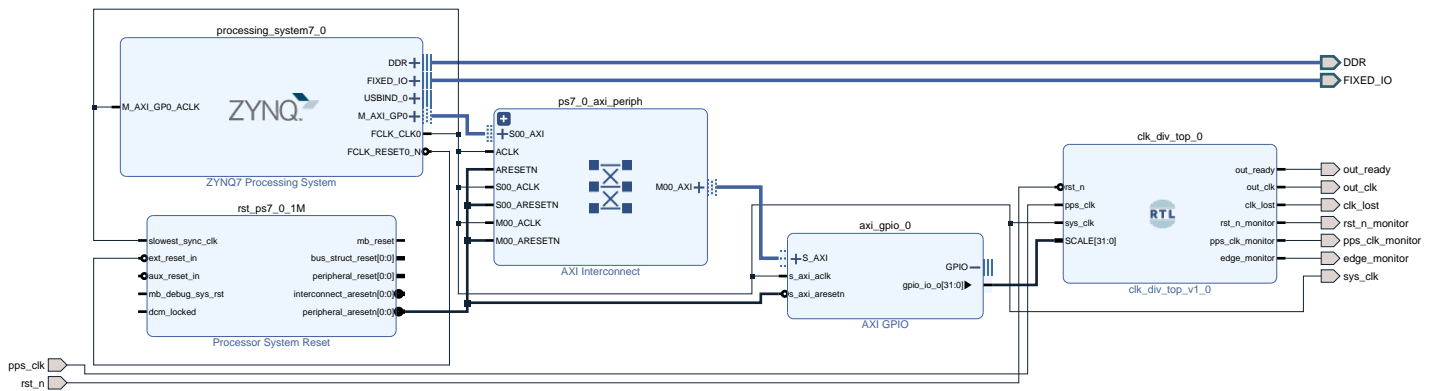 processing_system7_0
DDR
FIXED_IO
USBIND_0
M_AXI_GP0
FCLK_CLK0
FCLK_RESET0_N
M_AXI_GP0_ACLK
ZYNQ
ZYNQ7 Processing System
rst_ps7_0_1M
slowest_sync_clk
ext_reset_in
aux_reset_in
mb_debug_sys_rst
dcm_locked
mb_reset
bus_struct_reset[0:0]
peripheral_reset[0:0]
interconnect_aresetn[0:0]
peripheral_aresetn[0:0]
Processor System Reset
ps7_0_axi_periph
S00_AXI
ACLK
ARESETN
S00_ACLK
S00_ARESETN
M00_ACLK
M00_ARESETN
M00_AXI
AXI Interconnect
axi_gpio_0
S_AXI
s_axi_aclk
s_axi_aresetn
GPIO
gpio_io_o[31:0]
AXI GPIO
clk_div_top_0
rst_n
pps_clk
sys_clk
SCALE[31:0]
RTL
out_ready
out_clk
clk_lost
rst_n_monitor
pps_clk_monitor
edge_monitor
clk_div_top_v1_0
DDR
FIXED_IO
out_ready
out_clk
clk_lost
rst_n_monitor
pps_clk_monitor
edge_monitor
sys_clk
pps_clk
rst_n